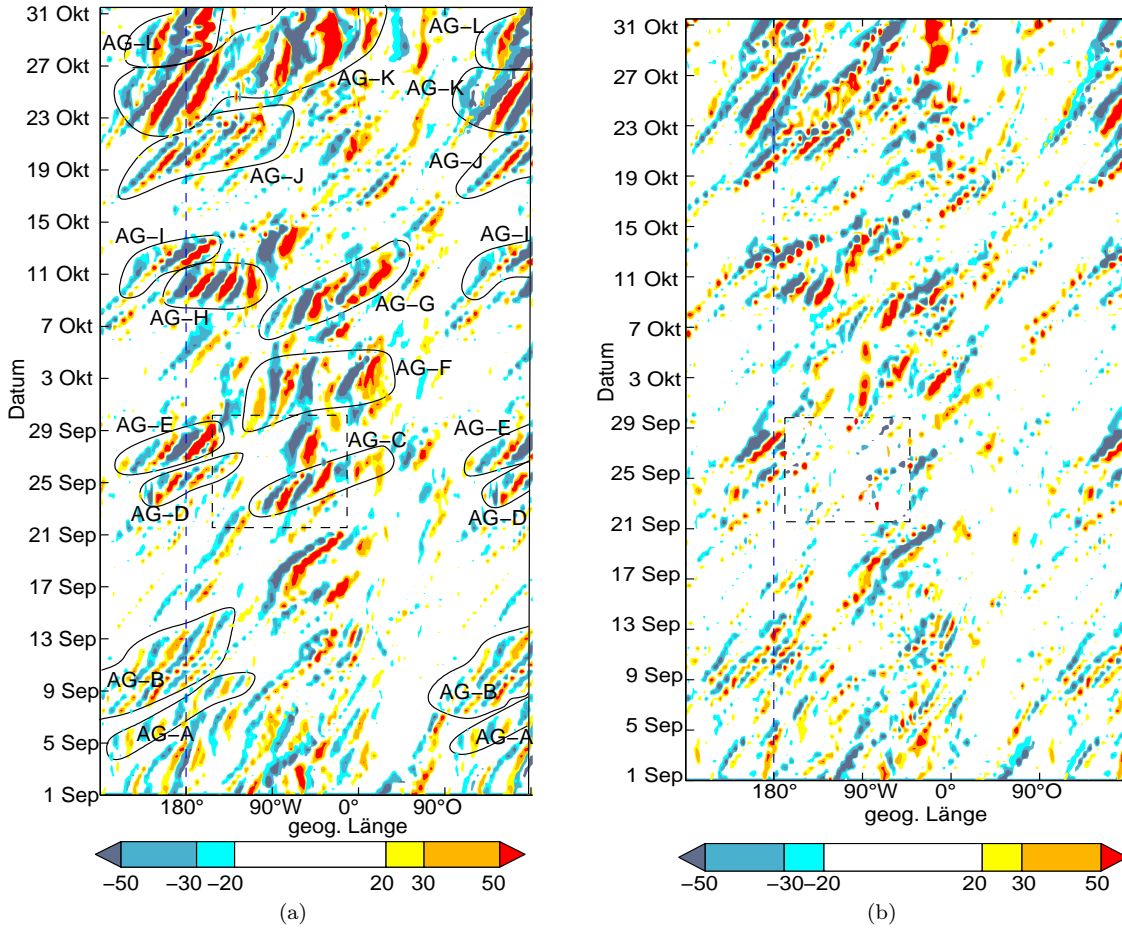 31 Okt
27 Okt
23 Okt
19 Okt
15 Okt
11 Okt
7 Okt
3 Okt
29 Sep
25 Sep
21 Sep
17 Sep
13 Sep
9 Sep
5 Sep
1 Sep
Datum
AG–L
AG–L
AG–K
AG–K
AG–J
AG–J
AG–I
AG–I
AG–H
AG–G
AG–F
AG–E
AG–E
AG–C
AG–D
AG–D
AG–B
AG–B
AG–A
AG–A
180° 90°W 0° 90°O
geog. Länge
−50 −30 −20 20 30 50
(a)
31 Okt
27 Okt
23 Okt
19 Okt
15 Okt
11 Okt
7 Okt
3 Okt
29 Sep
25 Sep
21 Sep
17 Sep
13 Sep
9 Sep
5 Sep
1 Sep
Datum
180° 90°W 0° 90°O
geog. Länge
−50 −30 −20 20 30 50
(b)